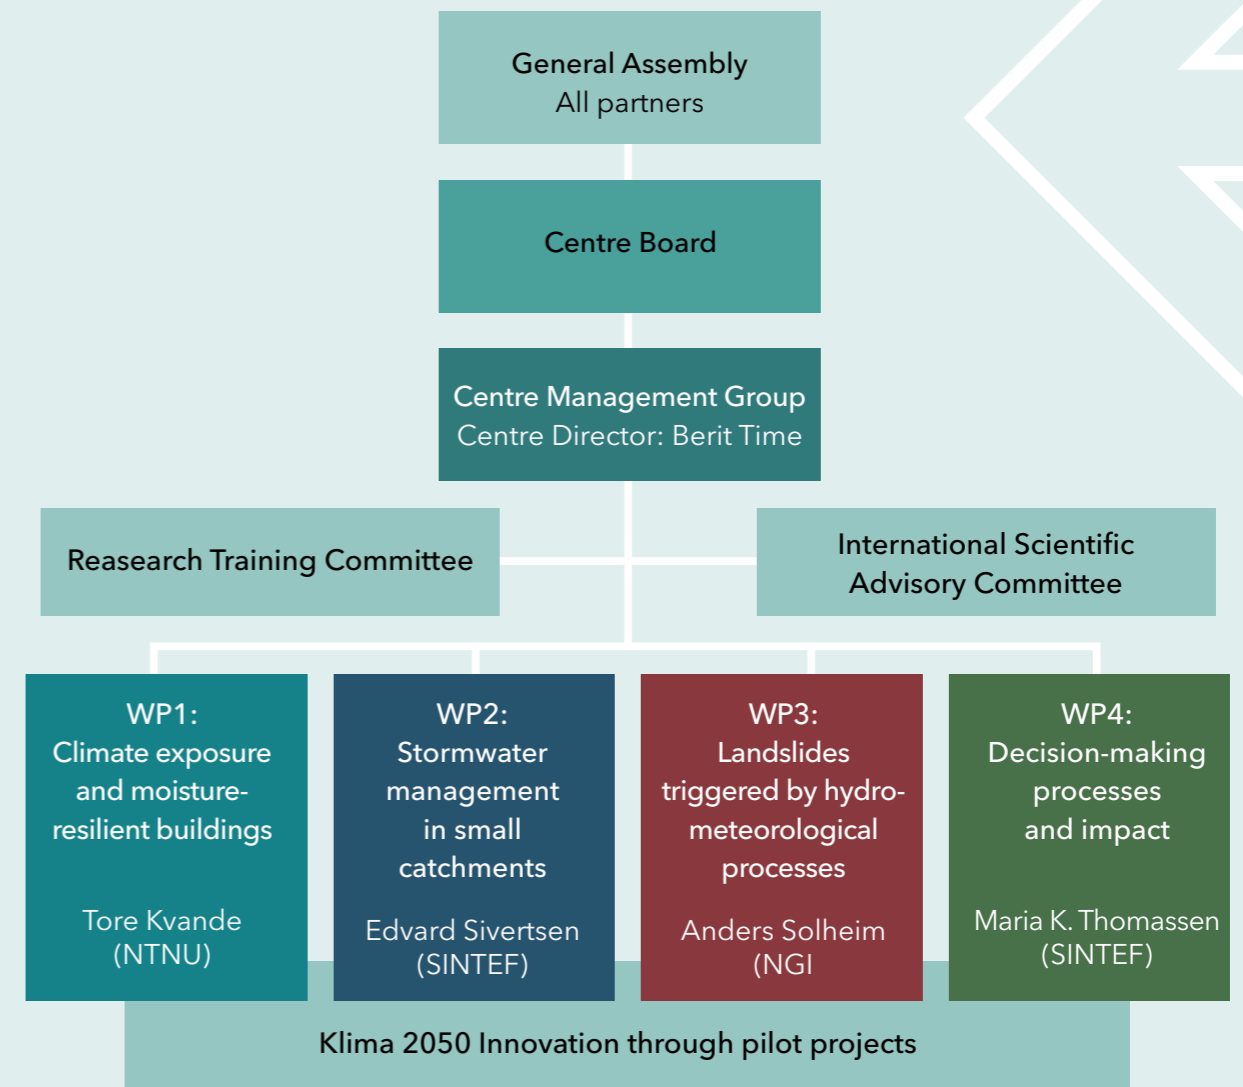 General Assembly
All partners
Centre Board
Centre Management Group
Centre Director: Berit Time
Reasearch Training Committee
International Scientific
Advisory Committee
WP1:
Climate exposure
and moisture-
resilient buildings
Tore Kvande
(NTNU)
WP2:
Stormwater
management
in small
catchments
Edvard Sivertsen
(SINTEF)
WP3:
Landslides
triggered by hydro-
meteorological
processes
Anders Solheim
(NGI
WP4:
Decision-making
processes
and impact
Maria K. Thomassen
(SINTEF)
Klima 2050 Innovation through pilot projects